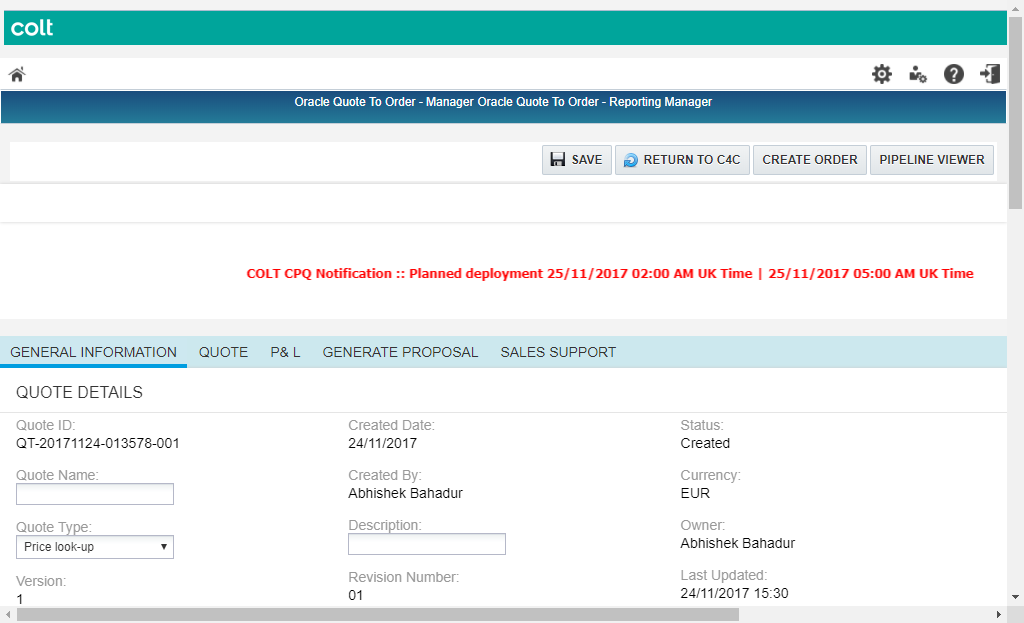 colt
Oracle Quote To Order - Manager Oracle Quote To Order - Reporting Manager
SAVE RETURN TO C4C CREATE ORDER PIPELINE VIEWER
COLT CPQ Notification :: Planned deployment 25/11/2017 02:00 AM UK Time | 25/11/2017 05:00 AM UK Time
GENERAL INFORMATION QUOTE P& L GENERATE PROPOSAL SALES SUPPORT
QUOTE DETAILS
Quote ID: Created Date: Status:
QT-20171124-013578-001 24/11/2017 Created
Quote Name: Created By: Currency:
Abhishek Bahadur EUR
Quote Type: Description: Owner:
Price look-up Abhishek Bahadur
Version: Revision Number: Last Updated:
1 01 24/11/2017 15:30